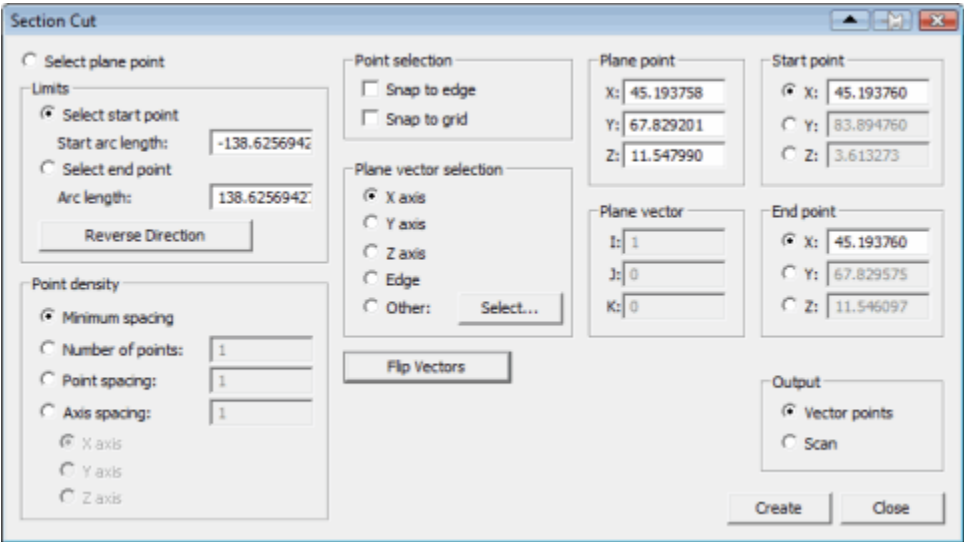 Section Cut
Select plane point
Limits
Select start point
Start arc length: -138.6256942
Select end point
Arc length: 138.6256942
Reverse Direction
Point density
Minimum spacing
Number of points: 1
Point spacing: 1
Axis spacing: 1
X axis
Y axis
Z axis
Point selection
Snap to edge
Snap to grid
Plane vector selection
X axis
Y axis
Z axis
Edge
Other: Select...
Flip Vectors
Plane point
X: 45.193758
Y: 67.829201
Z: 11.547990
Plane vector
I: 1
J: 0
K: 0
Start point
X: 45.193760
Y: 83.894760
Z: 3.613273
End point
X: 45.193760
Y: 67.829575
Z: 11.546097
Output
Vector points
Scan
Create Close